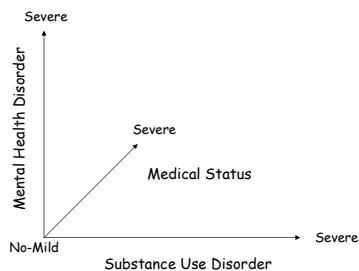 Severe
Mental Health Disorder
Severe
Medical Status
Severe
No-Mild
Substance Use Disorder